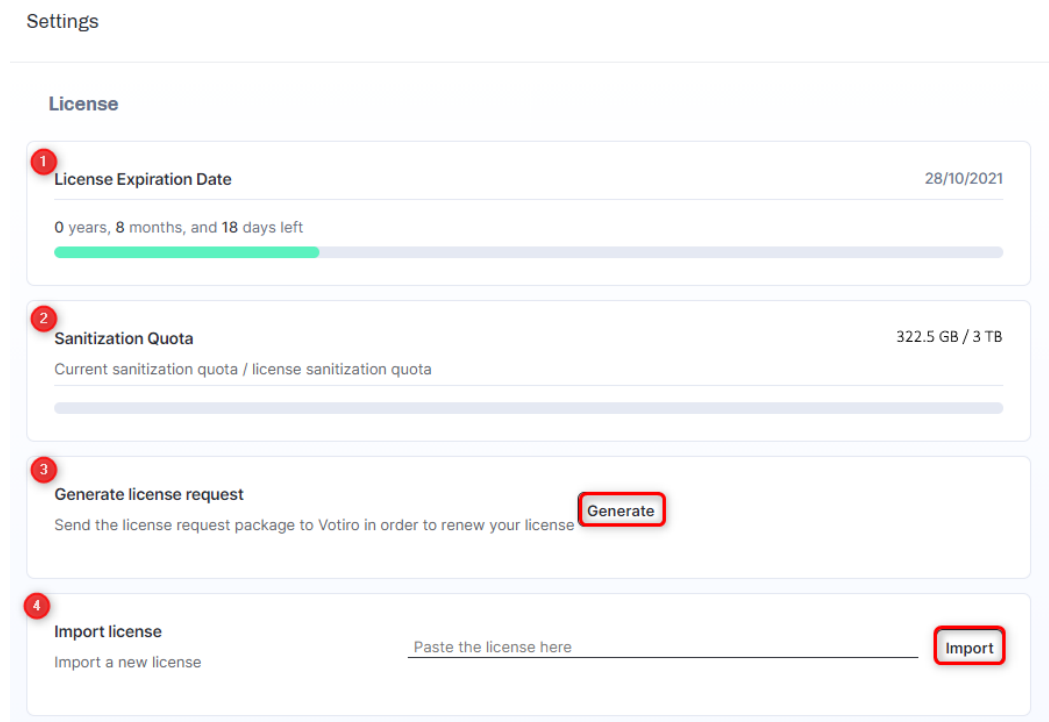 Settings
License
1
License Expiration Date
28/10/2021
0 years, 8 months, and 18 days left
2
Sanitization Quota
322.5 GB / 3 TB
Current sanitization quota / license sanitization quota
3
Generate license request
Generate
Send the license request package to Votiro in order to renew your license
4
Import license
Paste the license here
Import
Import a new license